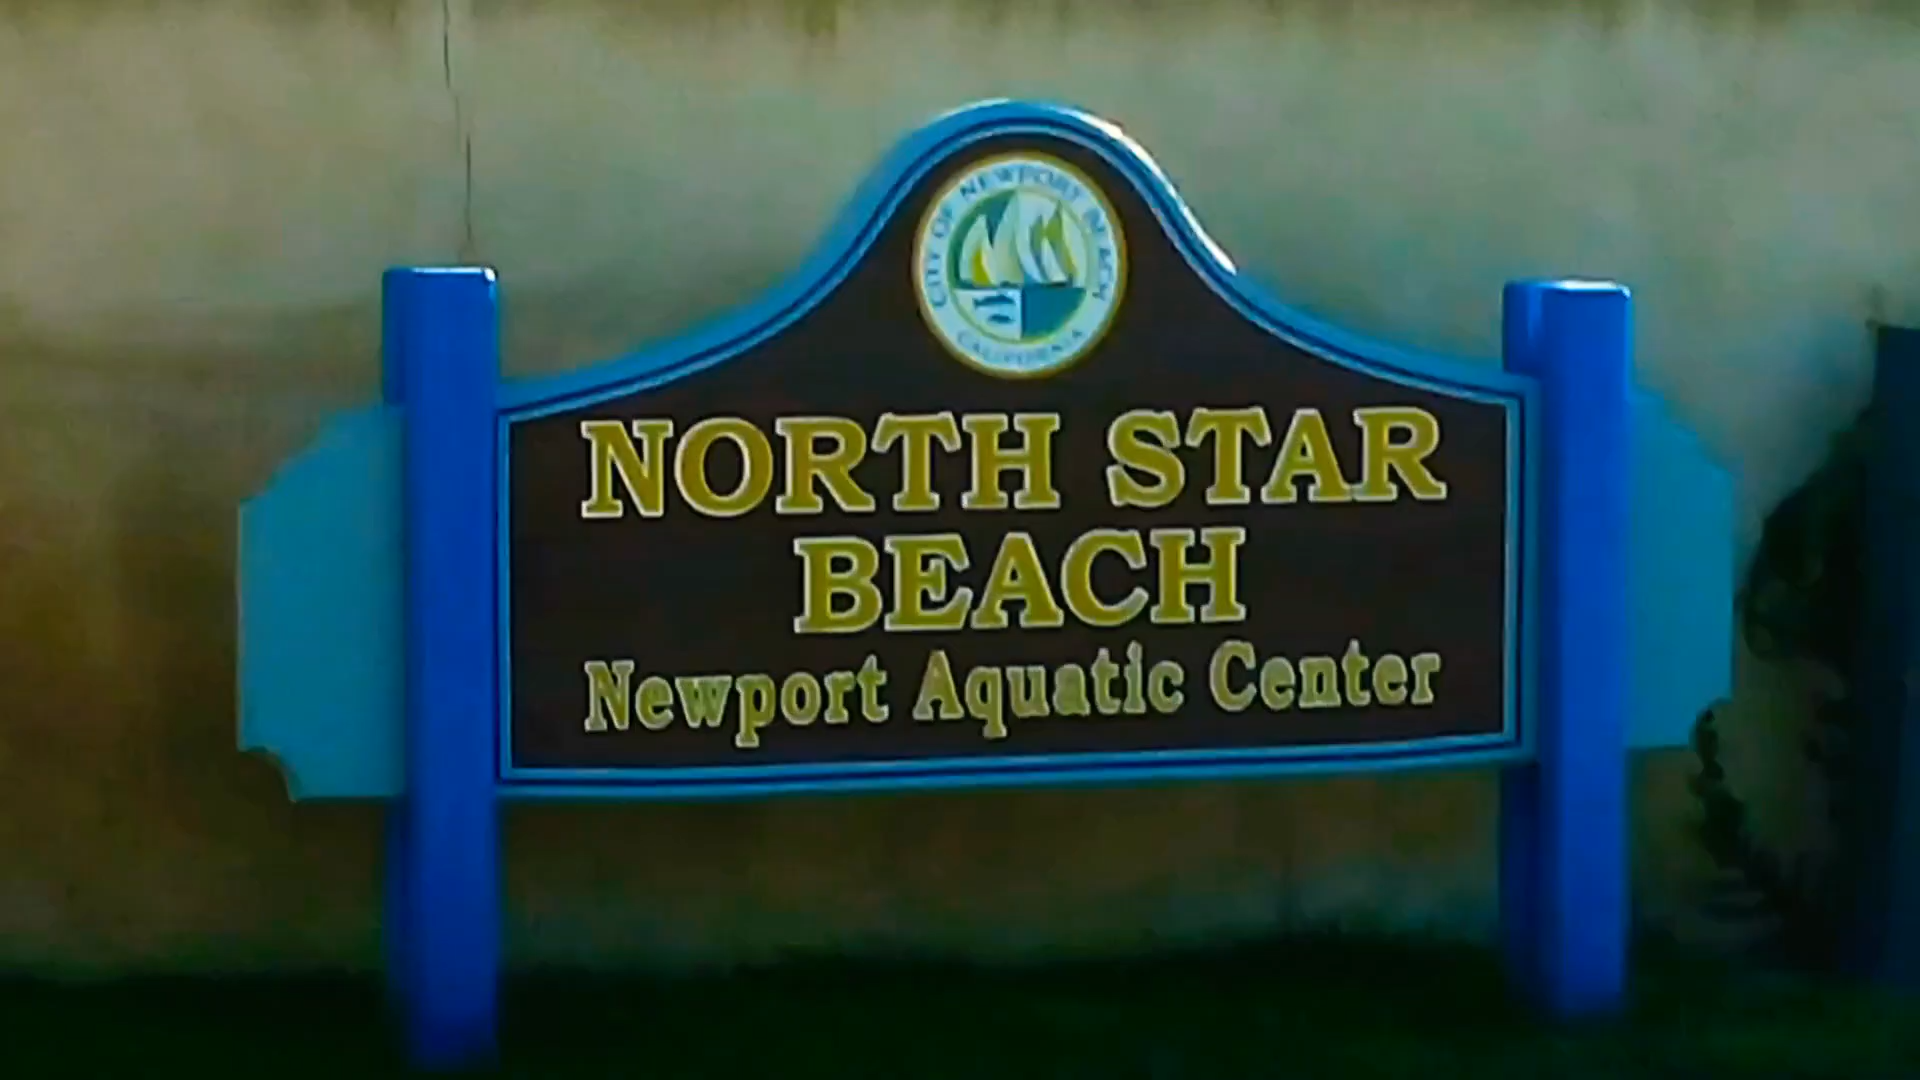 CITY OF NEWPORT BEACH
CALIFORNIA
NORTH STAR
BEACH
Newport Aquatic Center